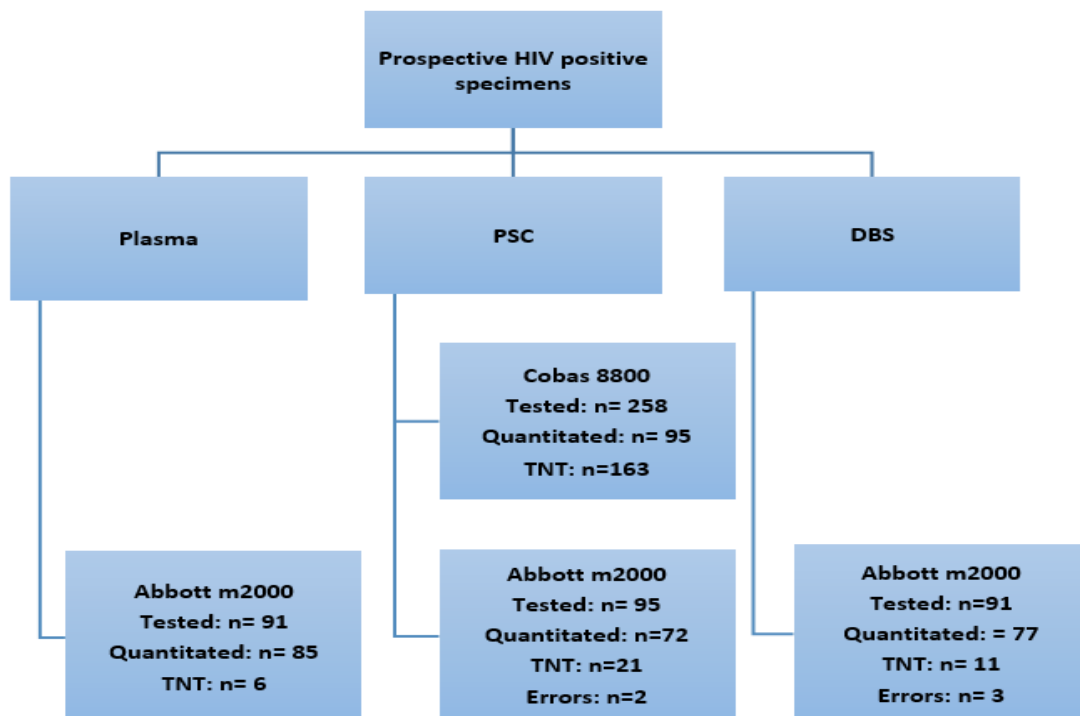 Prospective HIV positive
specimens
Plasma
PSC
DBS
Cobas 8800
Tested: n= 258
Quantitated: n= 95
TNT: n=163
Abbott m2000
Tested: n= 91
Quantitated: n= 85
TNT: n= 6
Abbott m2000
Tested: n= 95
Quantitated: n=72
TNT: n=21
Errors: n=2
Abbott m2000
Tested: n=91
Quantitated: = 77
TNT: n= 11
Errors: n= 3